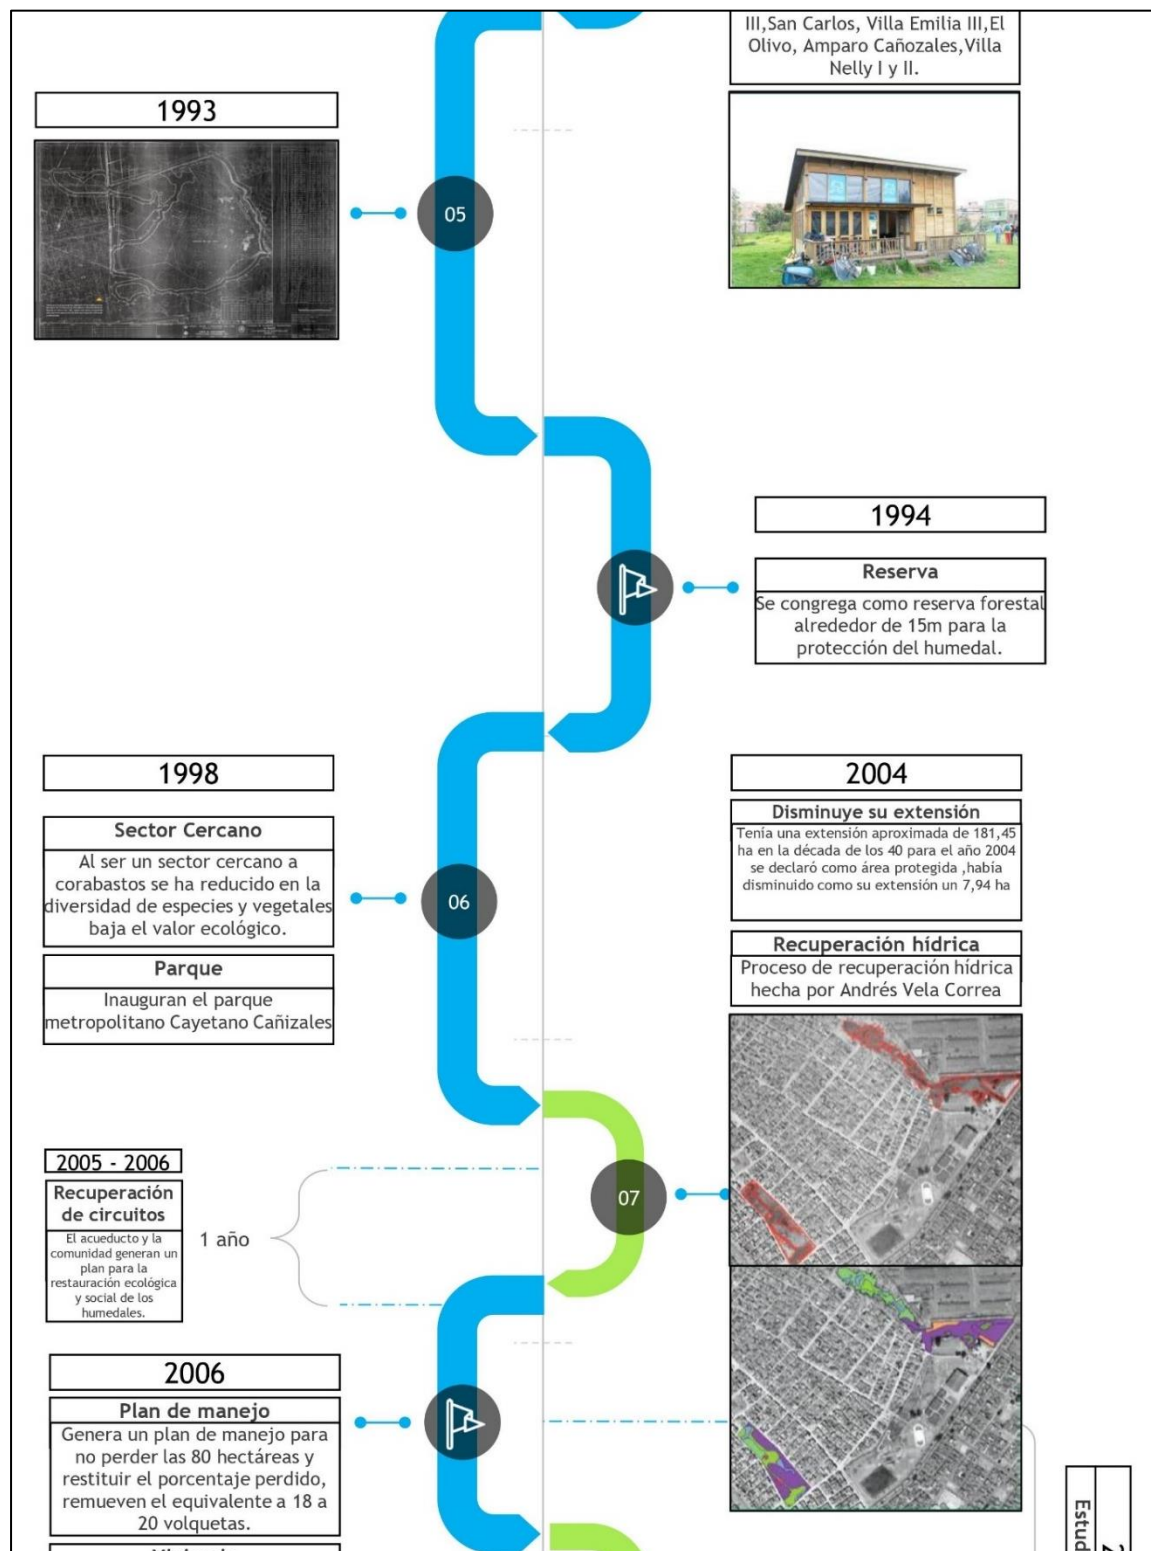 III,San Carlos, Villa Emilia III,El
Olivo, Amparo Cañozales,Villa
Nelly I y II.
1993
05
1994
Reserva
Se congrega como reserva forestal
alrededor de 15m para la
protección del humedal.
1998
Sector Cercano
Al ser un sector cercano a
corabastos se ha reducido en la
diversidad de especies y vegetales
baja el valor ecológico.
Parque
Inauguran el parque
metropolitano Cayetano Cañizales
06
2004
Disminuye su extensión
Tenía una extensión aproximada de 181,45
ha en la década de los 40 para el año 2004
se declaró como área protegida ,había
disminuido como su extensión un 7,94 ha
Recuperación hídrica
Proceso de recuperación hídrica
hecha por Andrés Vela Correa
07
2005 - 2006
Recuperación
de circuitos
El acueducto y la
comunidad generan un
plan para la
restauración ecológica
y social de los
humedales.
1 año
2006
Plan de manejo
Genera un plan de manejo para
no perder las 80 hectáreas y
restituir el porcentaje perdido,
remueven el equivalente a 18 a
20 volquetas.
2
Estud